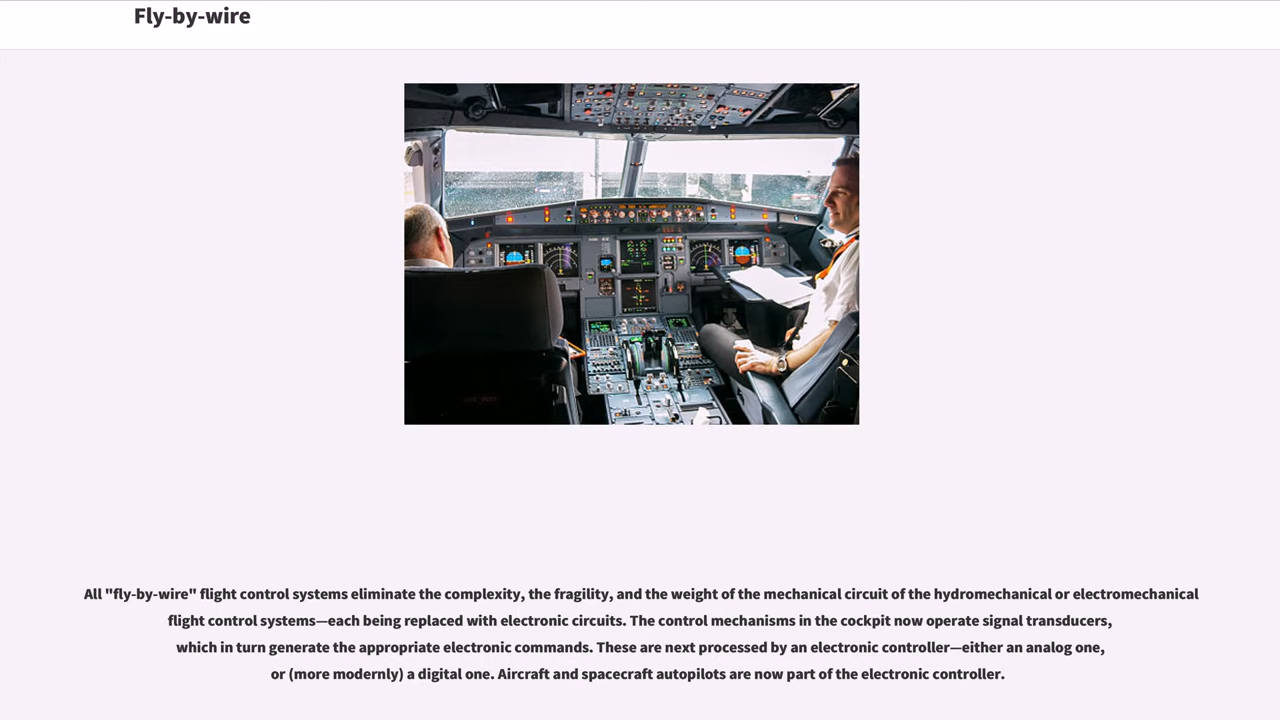 Fly-by-wire
All "fly-by-wire" flight control systems eliminate the complexity, the fragility, and the weight of the mechanical circuit of the hydromechanical or electromechanical
flight control systems—each being replaced with electronic circuits. The control mechanisms in the cockpit now operate signal transducers,
which in turn generate the appropriate electronic commands. These are next processed by an electronic controller—either an analog one,
or (more modernly) a digital one. Aircraft and spacecraft autopilots are now part of the electronic controller.